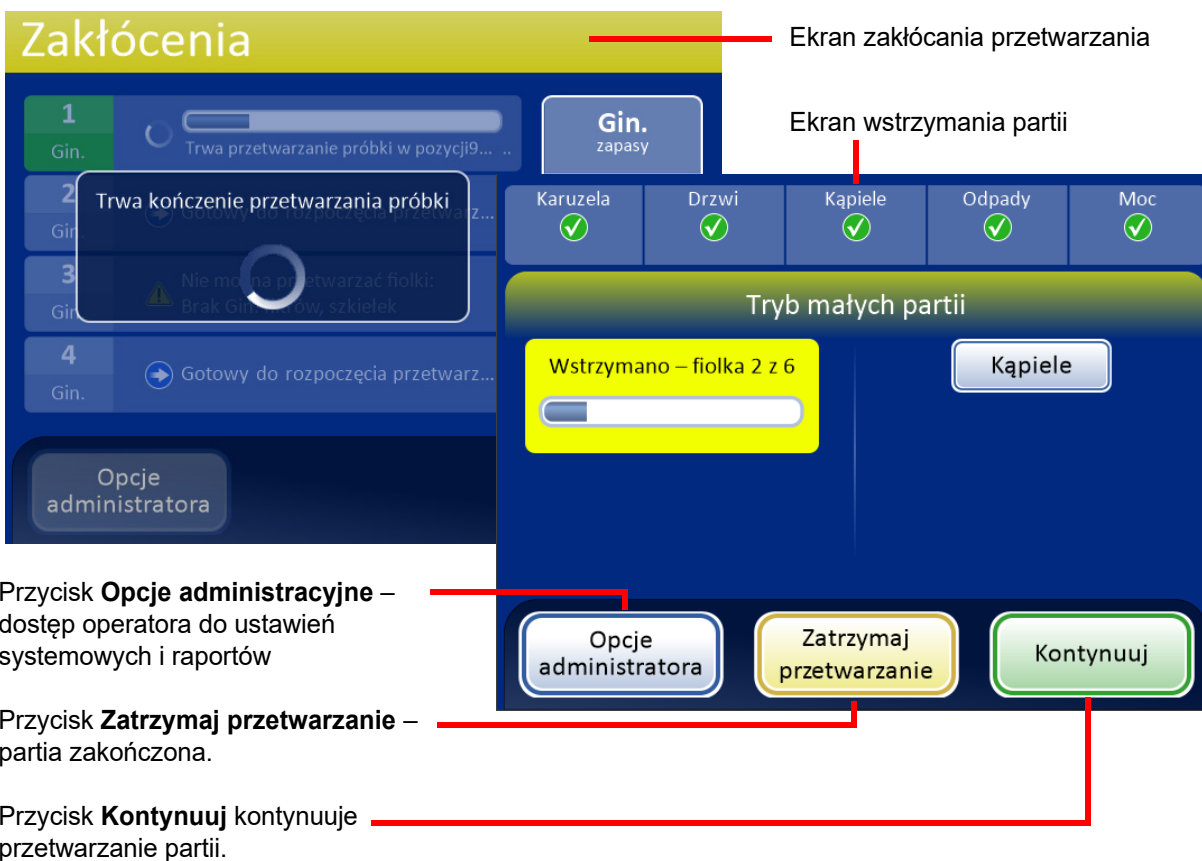 Zakłócenia
Ekran zakłócania przetwarzania
1
Gin.
Trwa przetwarzanie próbki w pozycji9... ..
Gin.
zapasy
Ekran wstrzymania partii
2
Gin.
Gotowy do rozpoczęcia przetwarz...
Trwa kończenie przetwarzania próbki
3
Gin.
Nie można przetwarzać fiolki:
Brak Gin. szkiełek
4
Gin.
Gotowy do rozpoczęcia przetwarz...
Opcje
administratora
Karuzela
Drzwi
Kąpiele
Odpady
Moc
Tryb małych partii
Wstrzymano – fiolka 2 z 6
Kąpiele
Opcje
administratora
Zatrzymaj
przetwarzanie
Kontynuuj
Przycisk Opcje administracyjne –
dostęp operatora do ustawień
systemowych i raportów
Przycisk Zatrzymaj przetwarzanie –
partia zakończona.
Przycisk Kontynuuj kontynuuje
przetwarzanie partii.